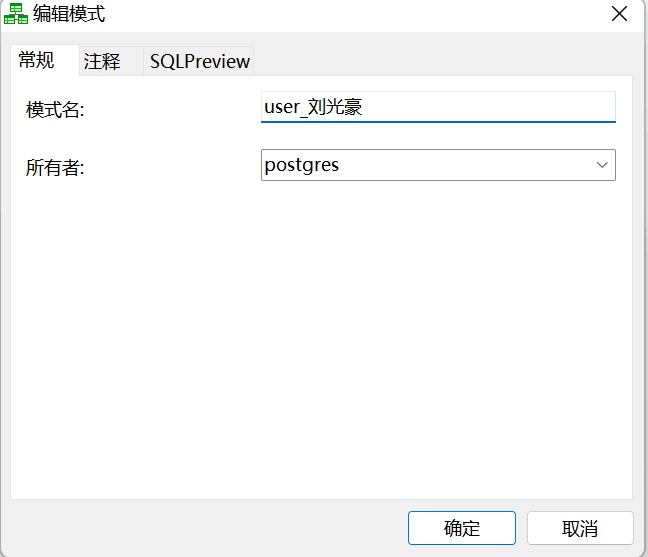 编辑模式
常规 注释 SQLPreview
模式名: user_刘光豪
所有者: postgres
确定 取消